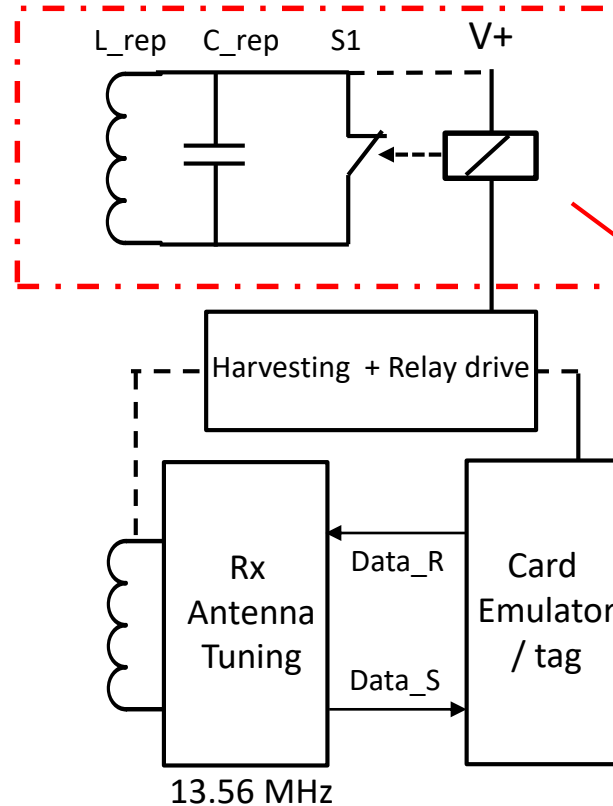 L_rep C_rep S1 V+
Harvesting + Relay drive
Rx
Antenna
Tuning
Data_R
Data_S
Card
Emulator
/ tag
13.56 MHz